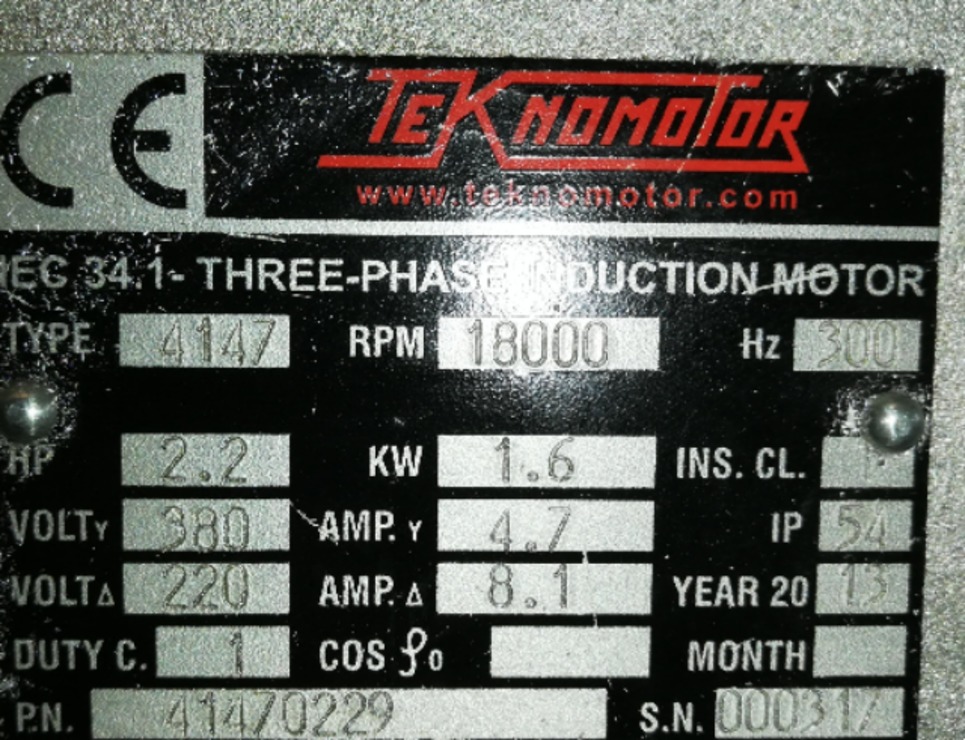 CE TEKNOMOTOR
www.teknomotor.com
IEC 34.1- THREE-PHASE INDUCTION MOTOR
TYPE 4147 RPM 18000 Hz 300
HP 2.2 KW 1.6 INS. CL. F
VOLTY 380 AMP. Y 4.7 IP 54
VOLTΔ 220 AMP. Δ 8.1 YEAR 20 13
DUTY C. 1 COS φ0 MONTH
P.N. 41470229 S.N. 000317